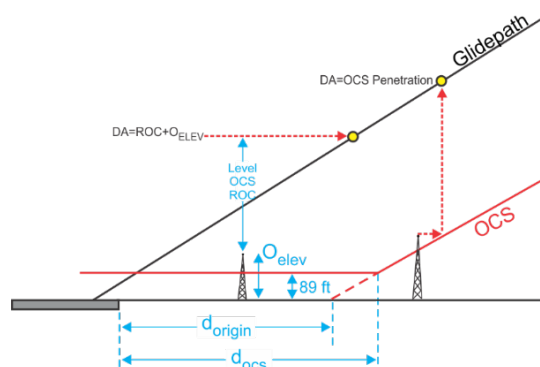 Glidepath
DA=OCS Penetration
DA=ROC+OELEV
Level
OCS
ROC
OCS
Oelev
89 ft
dorigin
docs